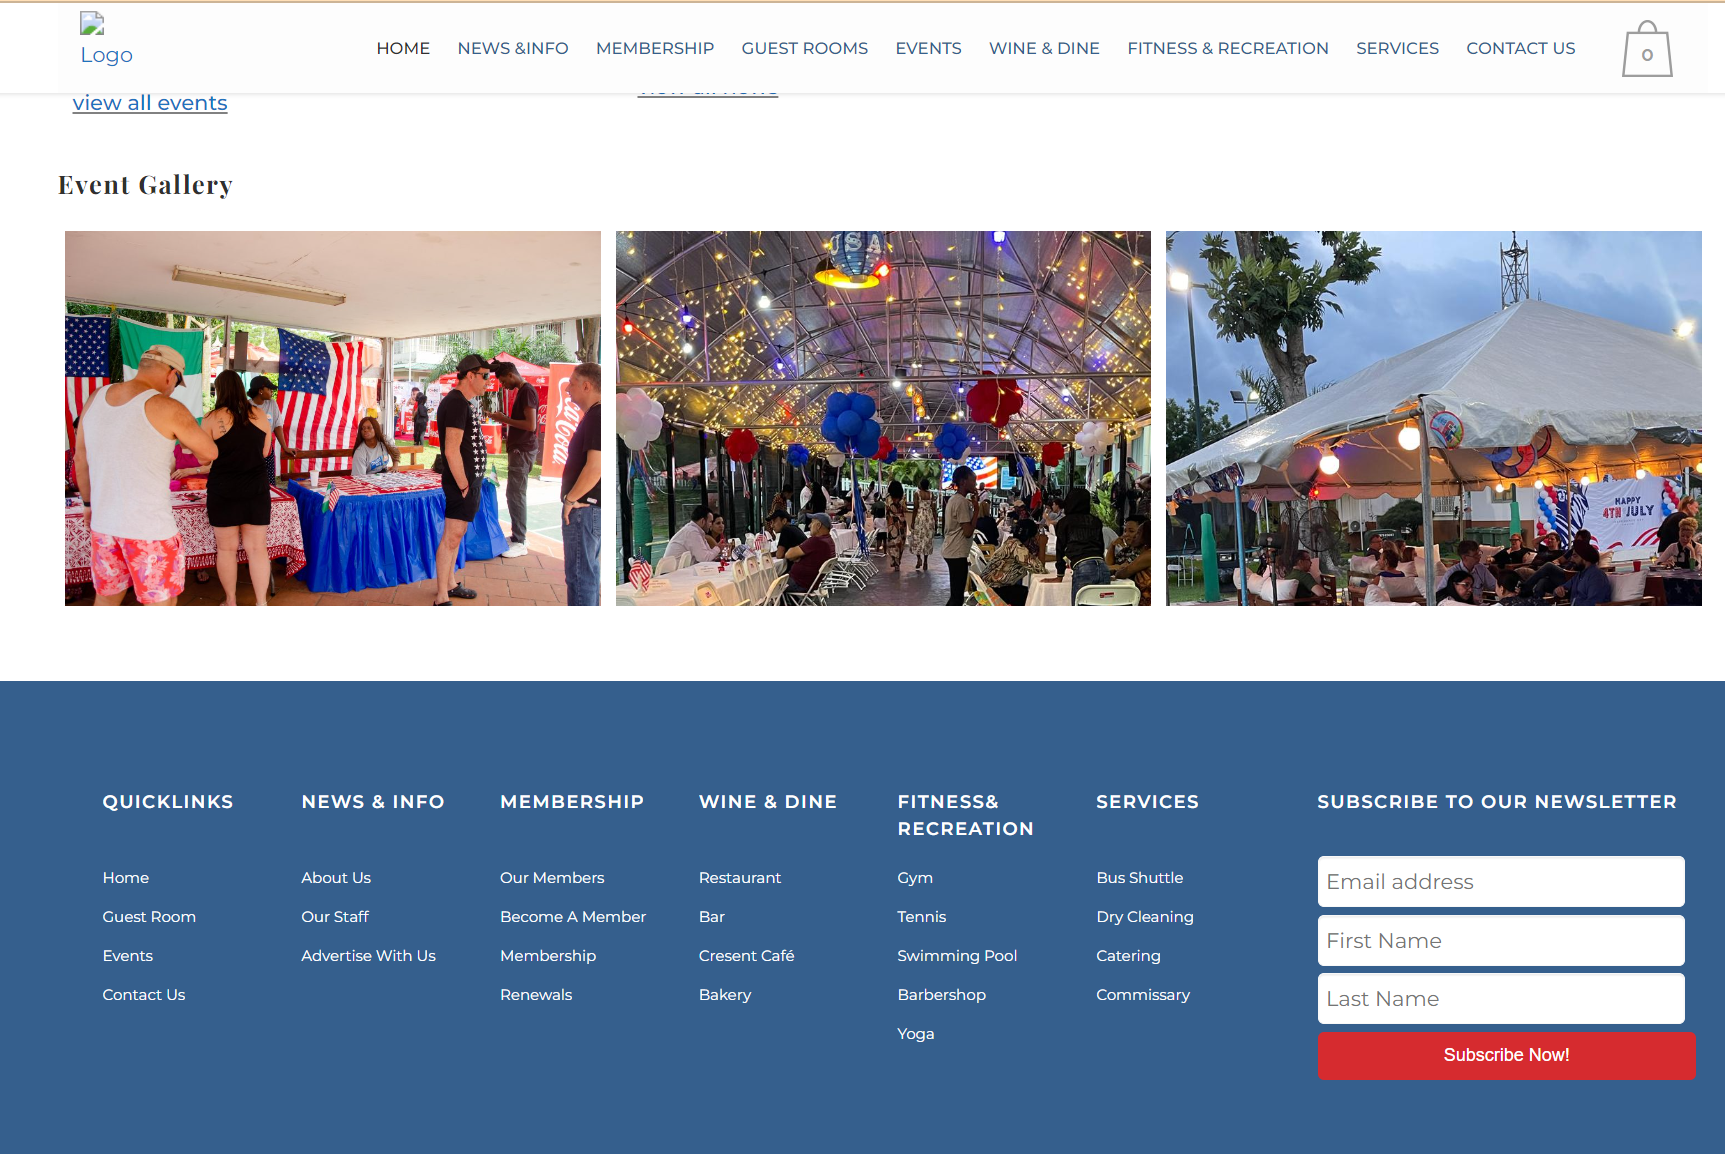 Logo
HOME NEWS &INFO MEMBERSHIP GUEST ROOMS EVENTS WINE & DINE FITNESS & RECREATION SERVICES CONTACT US
0
view all events
view all news
Event Gallery
Coca-Cola
USA
HAPPY
4TH JULY
QUICKLINKS
Home
Guest Room
Events
Contact Us
NEWS & INFO
About Us
Our Staff
Advertise With Us
MEMBERSHIP
Our Members
Become A Member
Membership
Renewals
WINE & DINE
Restaurant
Bar
Cresent Café
Bakery
FITNESS&
RECREATION
Gym
Tennis
Swimming Pool
Barbershop
Yoga
SERVICES
Bus Shuttle
Dry Cleaning
Catering
Commissary
SUBSCRIBE TO OUR NEWSLETTER
Email address
First Name
Last Name
Subscribe Now!